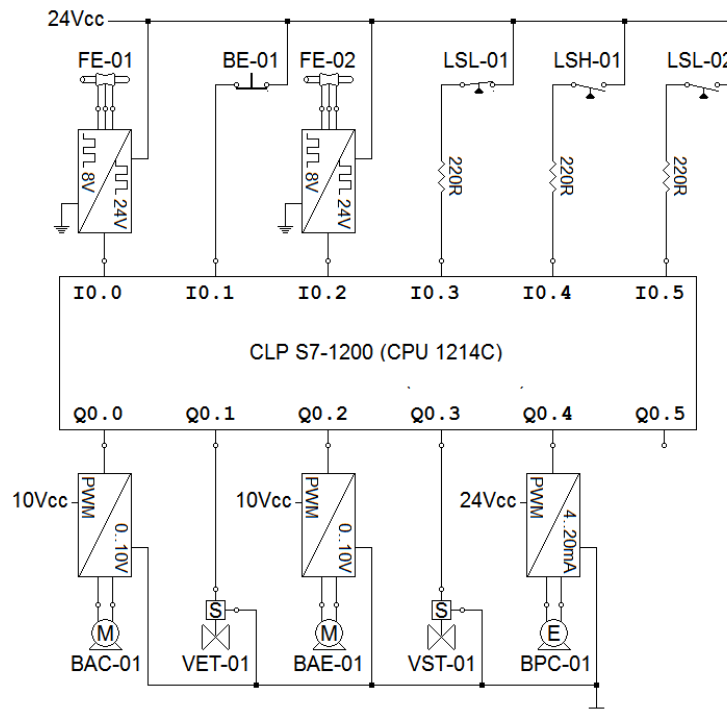 24Vcc
FE-01 BE-01 FE-02 LSL-01 LSH-01 LSL-02
8V 24V 8V 24V 220R 220R 220R
I0.0 I0.1 I0.2 I0.3 I0.4 I0.5
CLP S7-1200 (CPU 1214C)
Q0.0 Q0.1 Q0.2 Q0.3 Q0.4 Q0.5
10Vcc PWM 0..10V 10Vcc PWM 0..10V 24Vcc PWM 4..20mA
S S
M M E
BAC-01 VET-01 BAE-01 VST-01 BPC-01